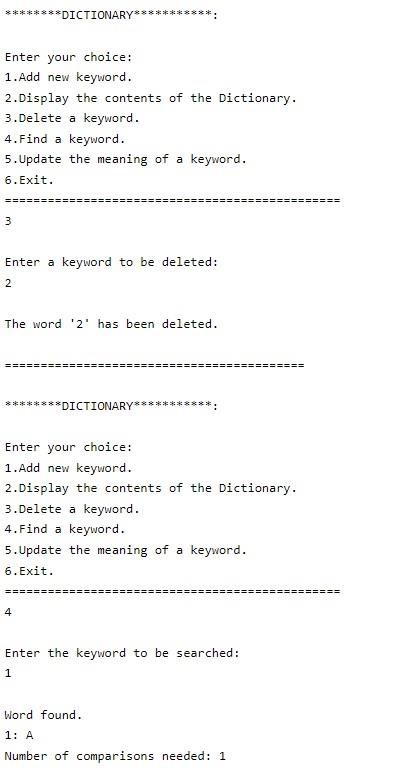 ********DICTIONARY***********:
Enter your choice:
1.Add new keyword.
2.Display the contents of the Dictionary.
3.Delete a keyword.
4.Find a keyword.
5.Update the meaning of a keyword.
6.Exit.
===============================================
3
Enter a keyword to be deleted:
2
The word '2' has been deleted.
==========================================
********DICTIONARY***********:
Enter your choice:
1.Add new keyword.
2.Display the contents of the Dictionary.
3.Delete a keyword.
4.Find a keyword.
5.Update the meaning of a keyword.
6.Exit.
===============================================
4
Enter the keyword to be searched:
1
Word found.
1: A
Number of comparisons needed: 1